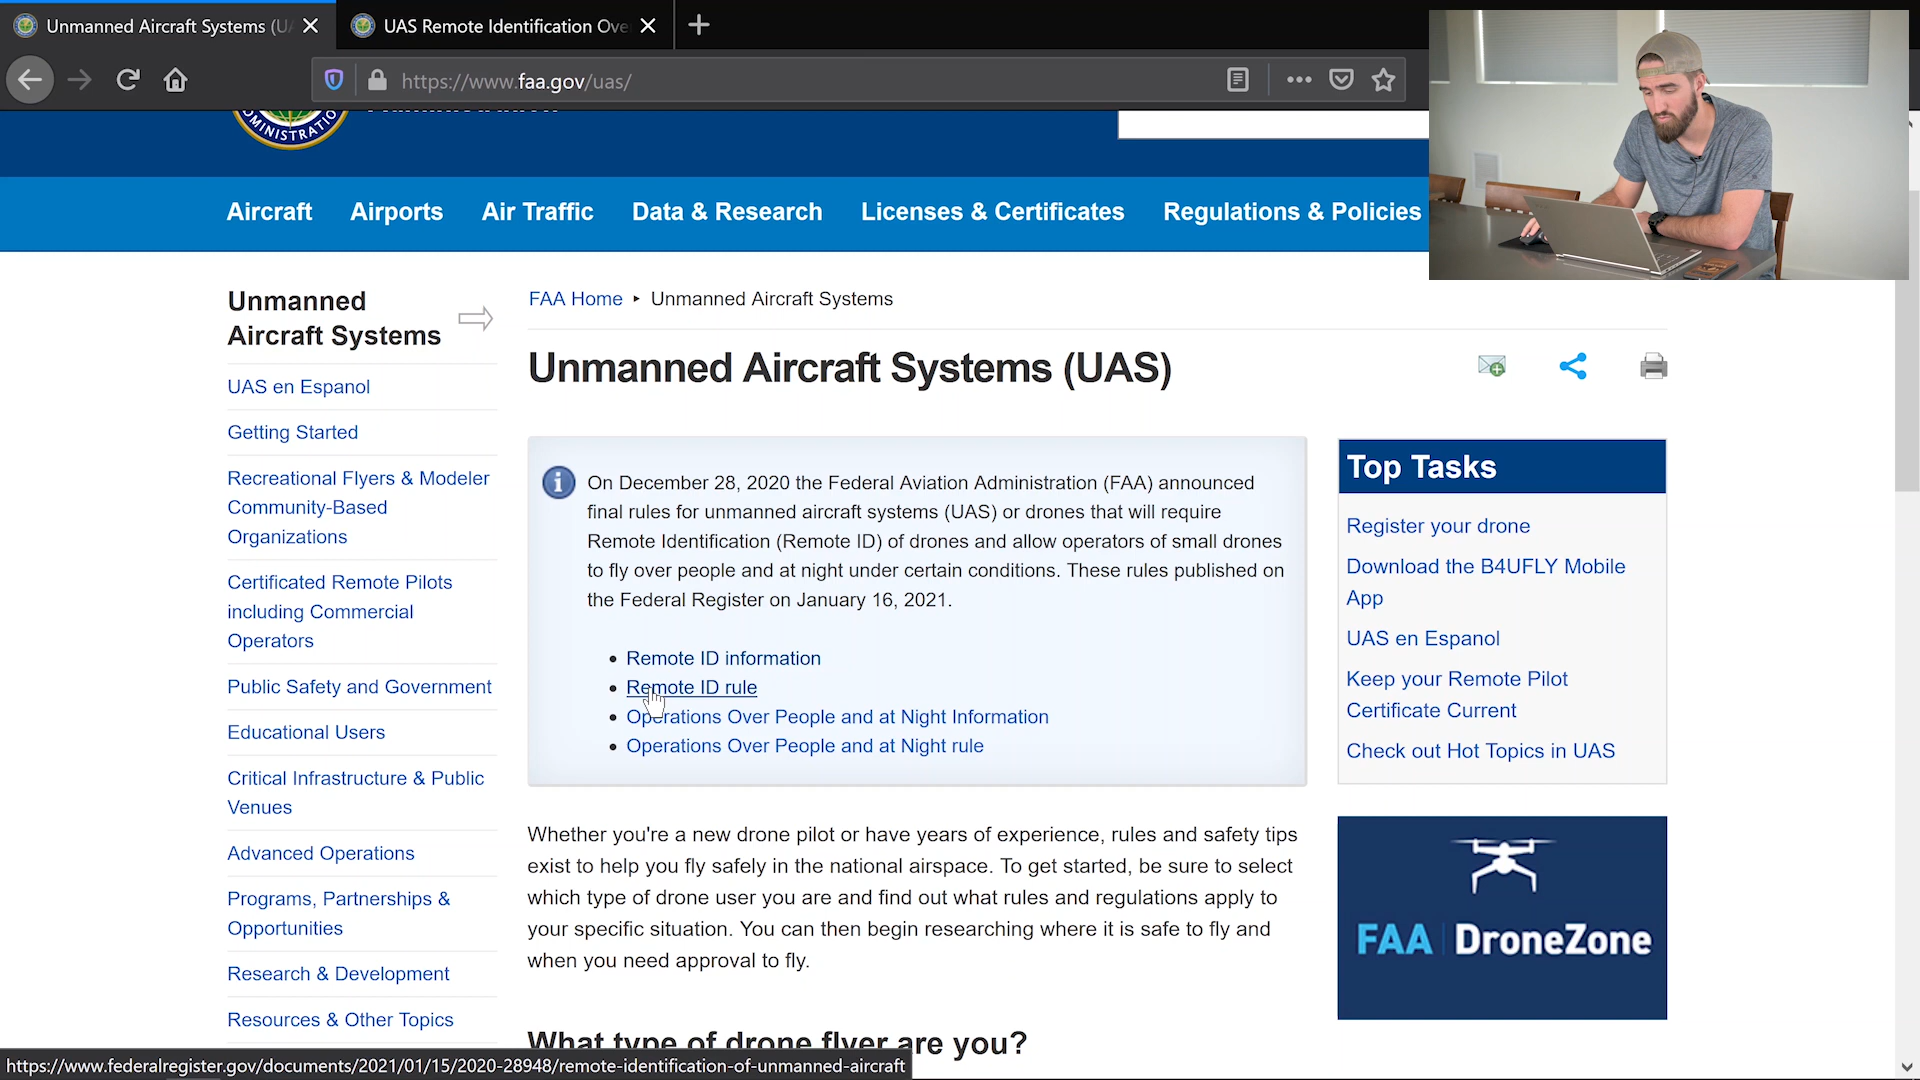 Unmanned Aircraft Systems (UA
UAS Remote Identification Ove
https://www.faa.gov/uas/
MINISTRATIO
Aircraft
Airports
Air Traffic
Data & Research
Licenses & Certificates
Regulations & Policies
Unmanned
Aircraft Systems
UAS en Espanol
Getting Started
Recreational Flyers & Modeler
Community-Based
Organizations
Certificated Remote Pilots
including Commercial
Operators
Public Safety and Government
Educational Users
Critical Infrastructure & Public
Venues
Advanced Operations
Programs, Partnerships &
Opportunities
Research & Development
Resources & Other Topics
FAA Home ▸ Unmanned Aircraft Systems
Unmanned Aircraft Systems (UAS)
On December 28, 2020 the Federal Aviation Administration (FAA) announced
final rules for unmanned aircraft systems (UAS) or drones that will require
Remote Identification (Remote ID) of drones and allow operators of small drones
to fly over people and at night under certain conditions. These rules published on
the Federal Register on January 16, 2021.
• Remote ID information
• Remote ID rule
• Operations Over People and at Night Information
• Operations Over People and at Night rule
Whether you're a new drone pilot or have years of experience, rules and safety tips
exist to help you fly safely in the national airspace. To get started, be sure to select
which type of drone user you are and find out what rules and regulations apply to
your specific situation. You can then begin researching where it is safe to fly and
when you need approval to fly.
What type of drone flyer are you?
Top Tasks
Register your drone
Download the B4UFLY Mobile
App
UAS en Espanol
Keep your Remote Pilot
Certificate Current
Check out Hot Topics in UAS
FAA DroneZone
https://www.federalregister.gov/documents/2021/01/15/2020-28948/remote-identification-of-unmanned-aircraft